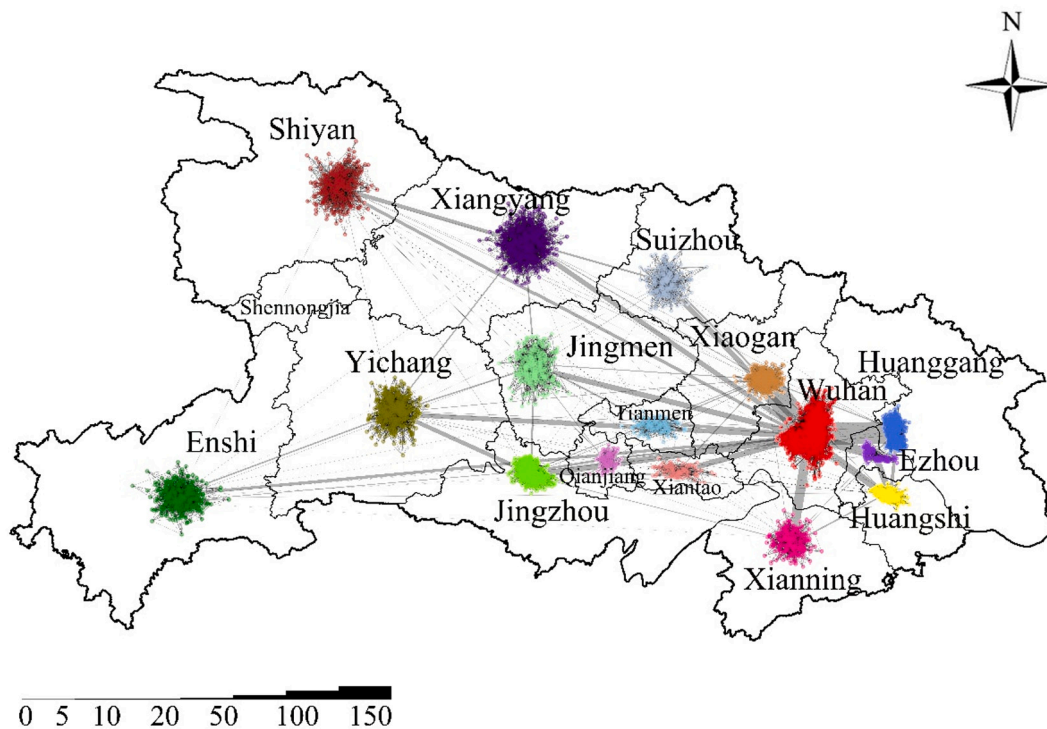 N
Shiyan
Xiangyang
Suizhou
Shennongjia
Xiaogan
Huanggang
Yichang
Jingmen
Wuhan
Tianmen
Enshi
Ezhou
Qianjiang
Xiantao
Jingzhou
Huangshi
Xianning
0 5 10 20 50 100 150